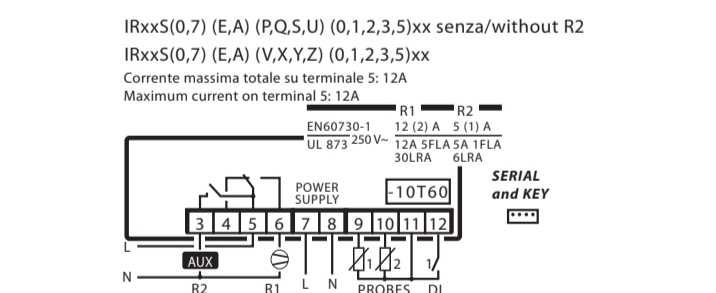 IRxxS(0,7) (E,A) (P,Q,S,U) (0,1,2,3,5)xx senza/without R2
IRxxS(0,7) (E,A) (V,X,Y,Z) (0,1,2,3,5)xx
Corrente massima totale su terminale 5: 12A
Maximum current on terminal 5: 12A
R1 R2
EN60730-1 12 (2) A 5 (1) A
UL 873 250 V~ 12A 5FLA 5A 1FLA
30LRA 6LRA
SERIAL
and KEY
POWER
SUPPLY
-10T60
3 4 5 6 7 8 9 10 11 12
L
AUX
1 2 1
N
R2 R1 L N PROBES DI